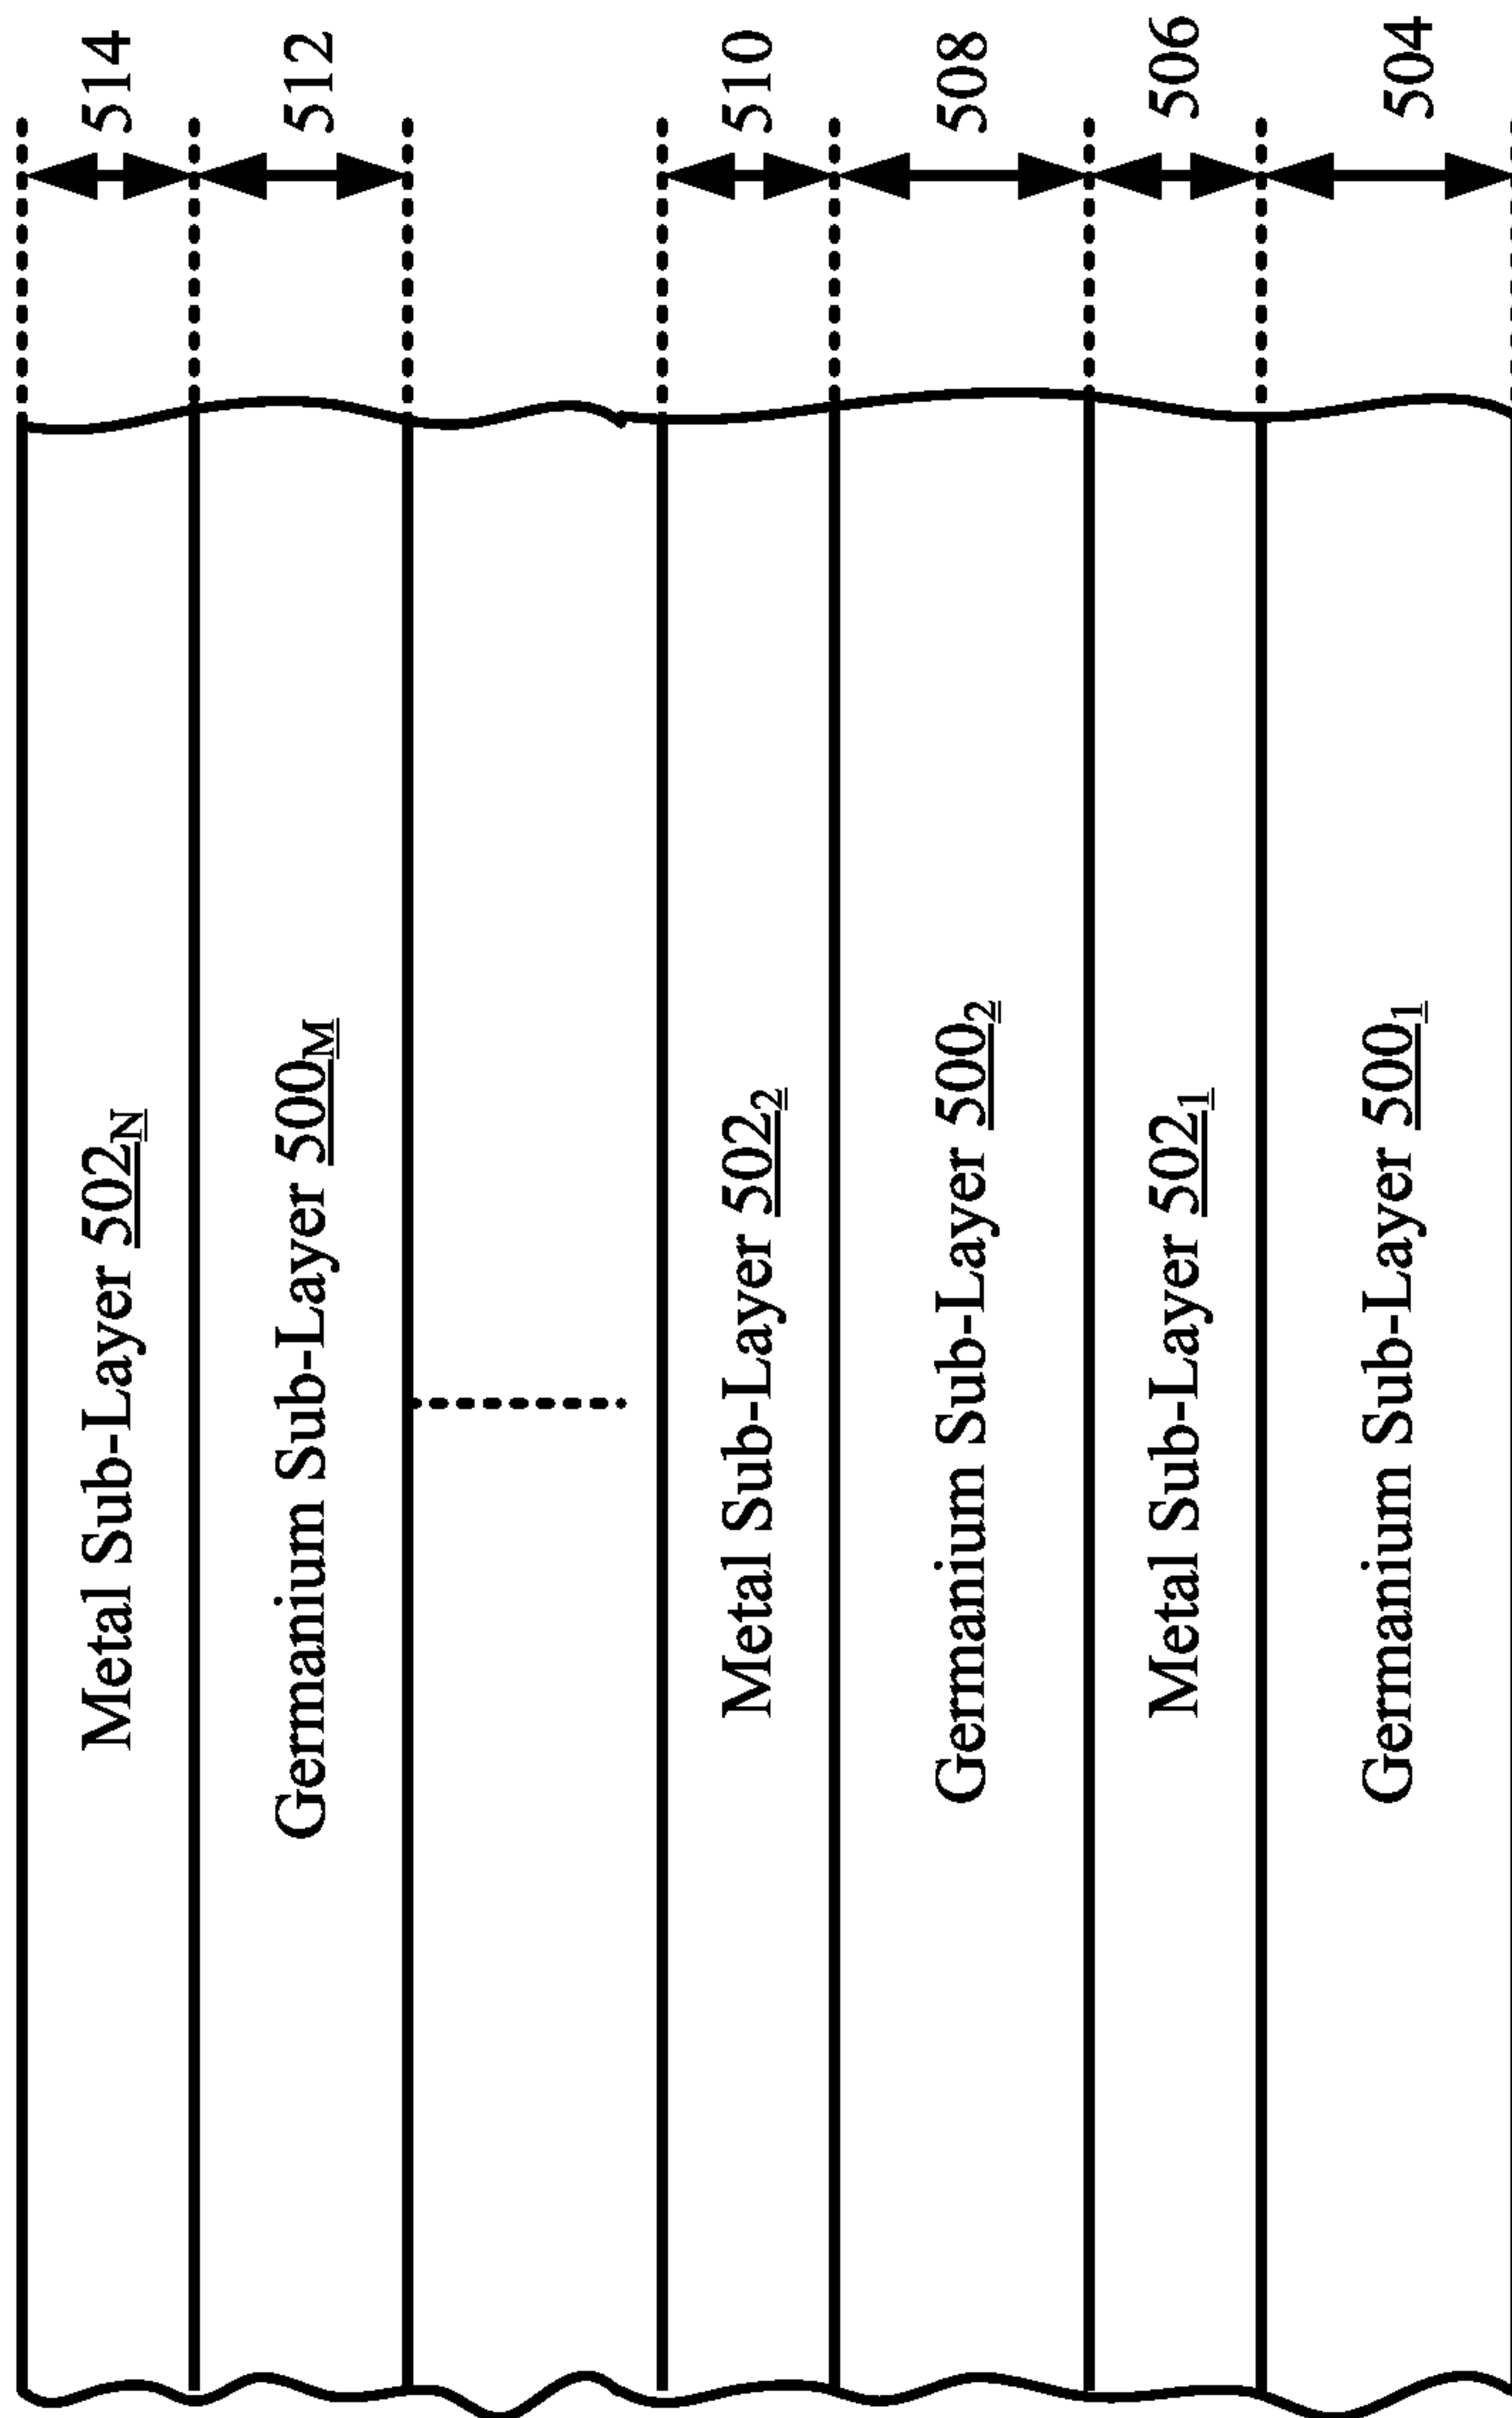 Metal Sub-Layer 502N
514
Germanium Sub-Layer 500M
512
Metal Sub-Layer 5022
510
Germanium Sub-Layer 5002
508
Metal Sub-Layer 5021
506
Germanium Sub-Layer 5001
504